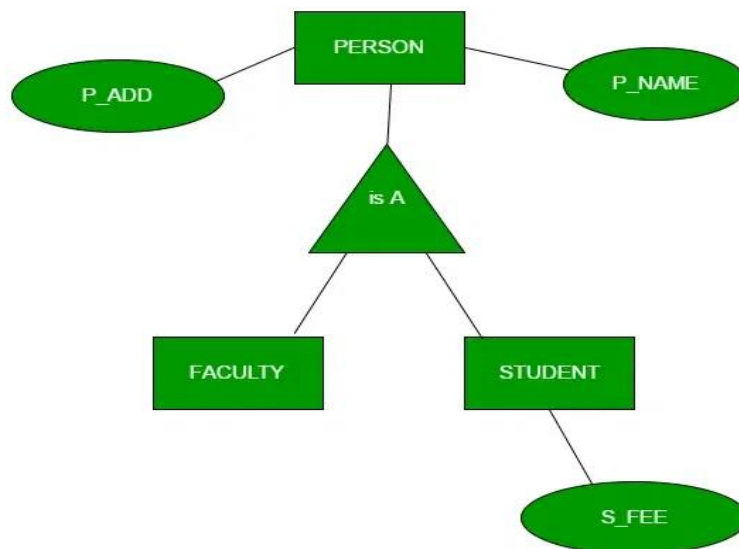 PERSON
P_ADD
P_NAME
is A
FACULTY
STUDENT
S_FEE